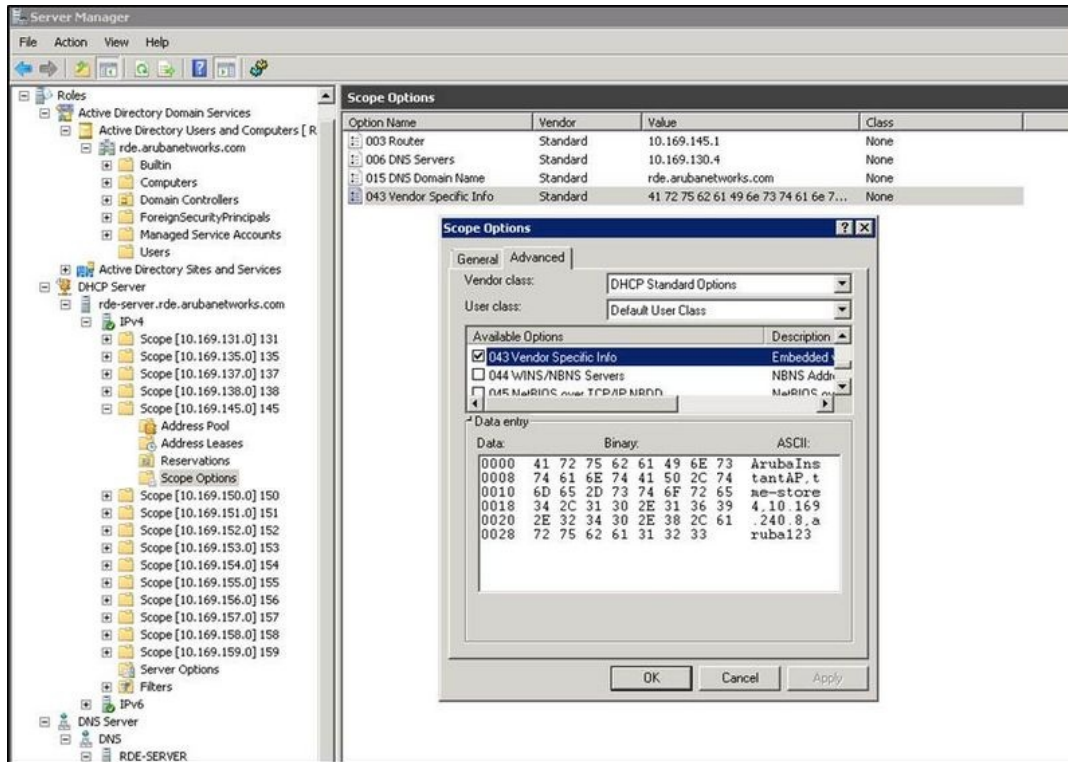 Server Manager
File Action View Help
Roles
Active Directory Domain Services
Active Directory Users and Computers [ R
rde.arubanetworks.com
Builtin
Computers
Domain Controllers
ForeignSecurityPrincipals
Managed Service Accounts
Users
Active Directory Sites and Services
DHCP Server
rde-server.rde.arubanetworks.com
IPv4
Scope [10.169.131.0] 131
Scope [10.169.135.0] 135
Scope [10.169.137.0] 137
Scope [10.169.138.0] 138
Scope [10.169.145.0] 145
Address Pool
Address Leases
Reservations
Scope Options
Scope [10.169.150.0] 150
Scope [10.169.151.0] 151
Scope [10.169.152.0] 152
Scope [10.169.153.0] 153
Scope [10.169.154.0] 154
Scope [10.169.155.0] 155
Scope [10.169.156.0] 156
Scope [10.169.157.0] 157
Scope [10.169.158.0] 158
Scope [10.169.159.0] 159
Server Options
Filters
IPv6
DNS Server
DNS
RDE-SERVER
Scope Options
Option Name Vendor Value Class
003 Router Standard 10.169.145.1 None
006 DNS Servers Standard 10.169.130.4 None
015 DNS Domain Name Standard rde.arubanetworks.com None
043 Vendor Specific Info Standard 41 72 75 62 61 49 6e 73 74 61 6e 7... None
Scope Options
General Advanced
Vendor class: DHCP Standard Options
User class: Default User Class
Available Options Description
043 Vendor Specific Info Embedded
044 WINS/NBNS Servers NBNS Addr
045 NetBIOS over TCP/IP NBDD NetBIOS
Data entry
Data: Binary: ASCII:
0000 41 72 75 62 61 49 6E 73 ArubaIns
0008 74 61 6E 74 41 50 2C 74 tantAP,t
0010 6D 65 2D 73 74 6F 72 65 me-store
0018 34 2C 31 30 2E 31 36 39 4,10.169
0020 2E 32 34 30 2E 38 2C 61 .240.8,a
0028 72 75 62 61 31 32 33 ruba123
OK Cancel Apply